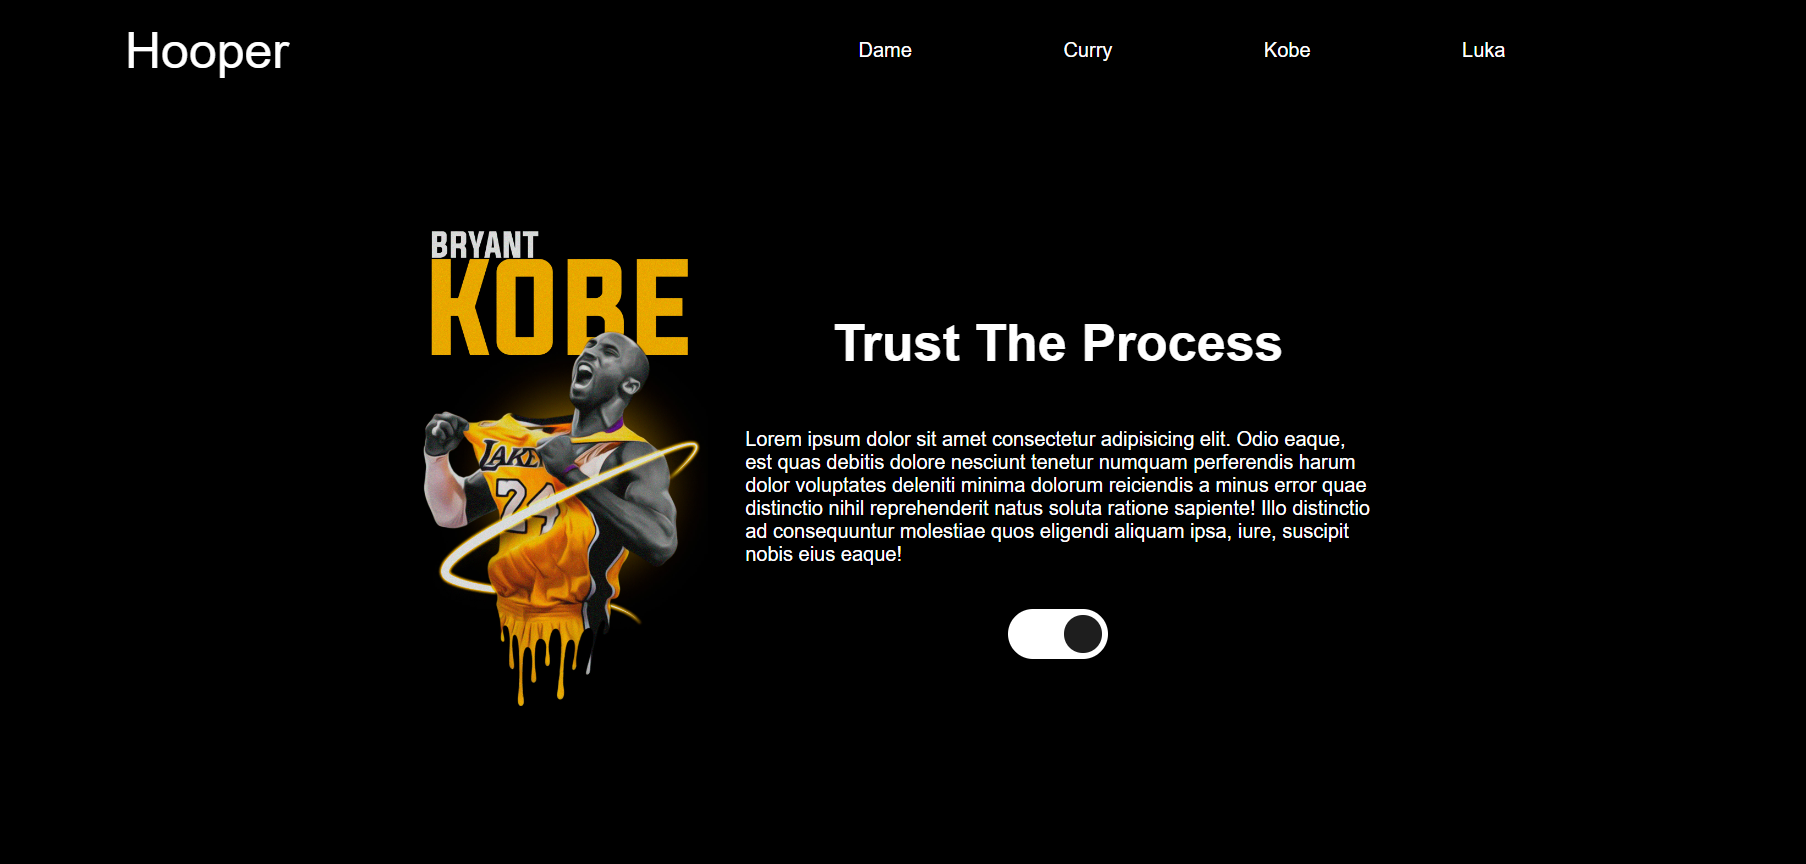 Hooper
Dame
Curry
Kobe
Luka
BRYANT
KOBE
LAKE
24
Trust The Process
Lorem ipsum dolor sit amet consectetur adipisicing elit. Odio eaque,
est quas debitis dolore nesciunt tenetur numquam perferendis harum
dolor voluptates deleniti minima dolorum reiciendis a minus error quae
distinctio nihil reprehenderit natus soluta ratione sapiente! Illo distinctio
ad consequuntur molestiae quos eligendi aliquam ipsa, iure, suscipit
nobis eius eaque!